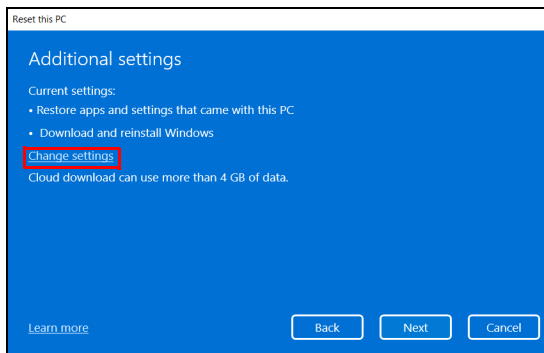 Reset this PC
Additional settings
Current settings:
• Restore apps and settings that came with this PC
• Download and reinstall Windows
Change settings
Cloud download can use more than 4 GB of data.
Learn more
Back
Next
Cancel